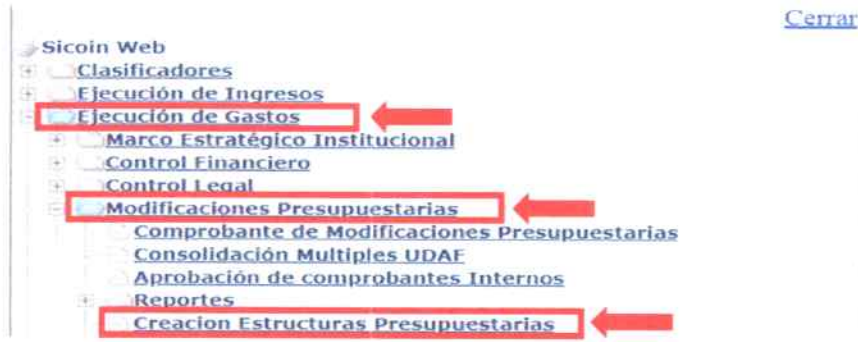 Cerrar
Sicoin Web
Clasificadores
Ejecución de Ingresos
Ejecución de Gastos
Marco Estratégico Institucional
Control Financiero
Control Legal
Modificaciones Presupuestarias
Comprobante de Modificaciones Presupuestarias
Consolidación Multiples UDAF
Aprobación de comprobantes Internos
Reportes
Creacion Estructuras Presupuestarias